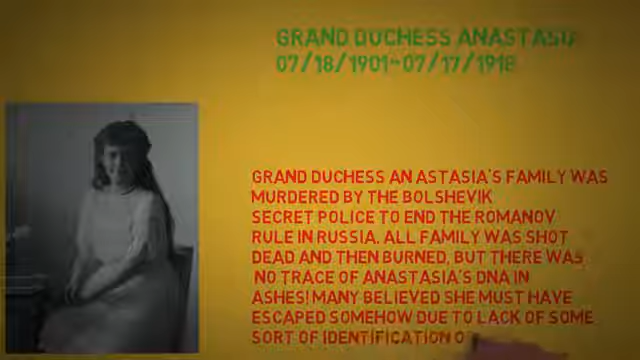 GRAND DUCHESS ANASTASI
07/18/1901-07/17/1918
GRAND DUCHESS AN ASTASIA'S FAMILY WAS
MURDERED BY THE BOLSHEVIK
SECRET POLICE TO END THE ROMANOV
RULE IN RUSSIA. ALL FAMILY WAS SHOT
DEAD AND THEN BURNED, BUT THERE WAS
NO TRACE OF ANASTASIA'S DNA IN
ASHES! MANY BELIEVED SHE MUST HAVE
ESCAPED SOMEHOW DUE TO LACK OF SOME
SORT OF IDENTIFICATION O